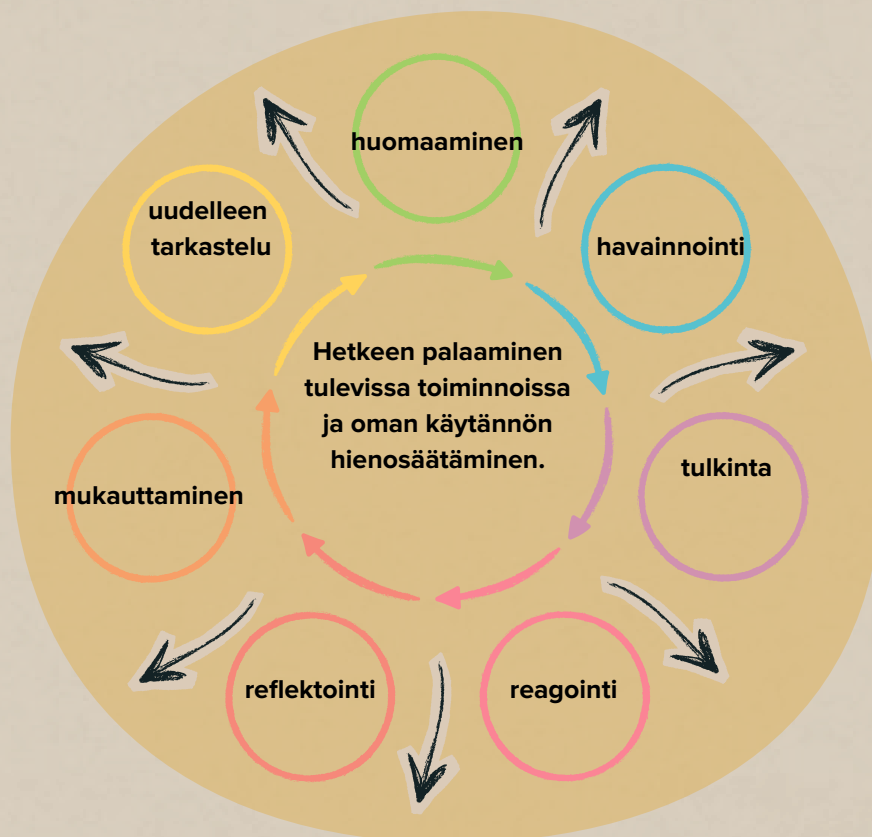 huomaaminen
havainnointi
tulkinta
reagointi
reflektointi
mukauttaminen
uudelleen
tarkastelu
Hetkeen palaaminen
tulevissa toiminnoissa
ja oman käytännön
hienosäätäminen.